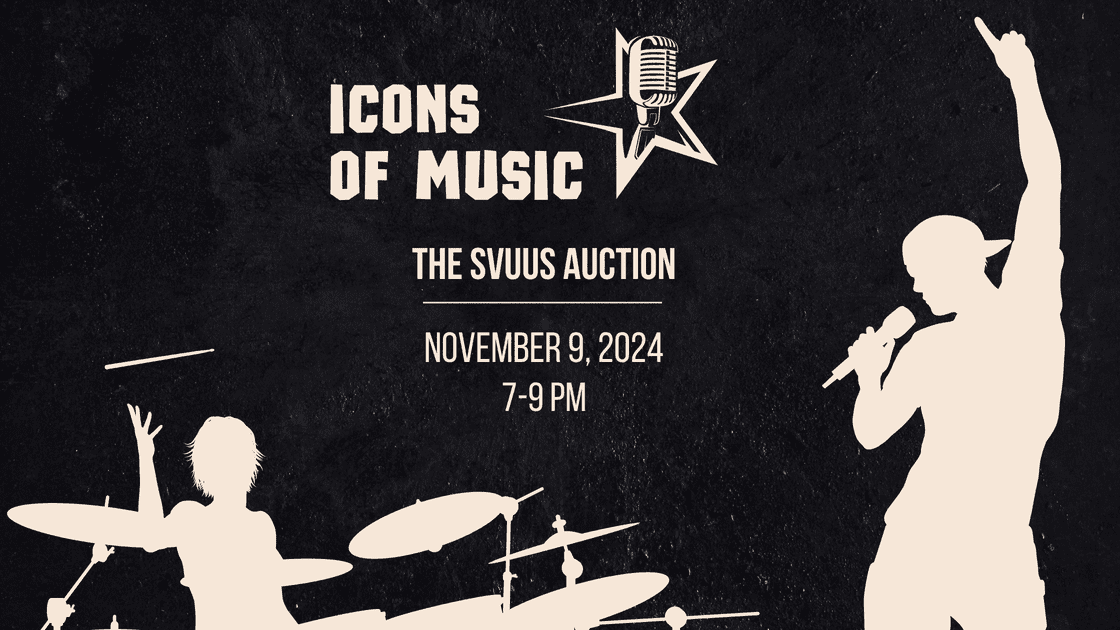 ICONS
OF MUSIC
THE SVUUS AUCTION
NOVEMBER 9, 2024
7-9 PM